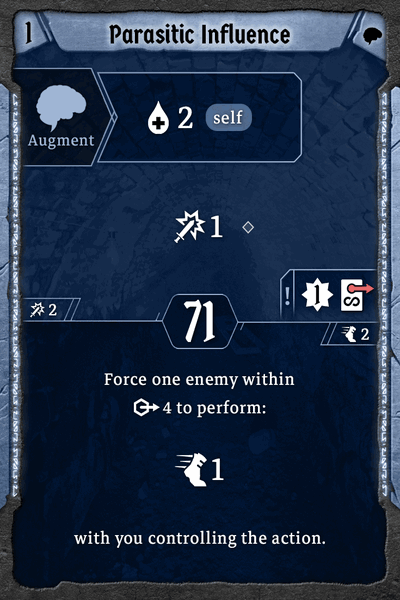 1 Parasitic Influence
Augment
2 self
1
! 1 S
2
71
2
Force one enemy within
4 to perform:
1
with you controlling the action.